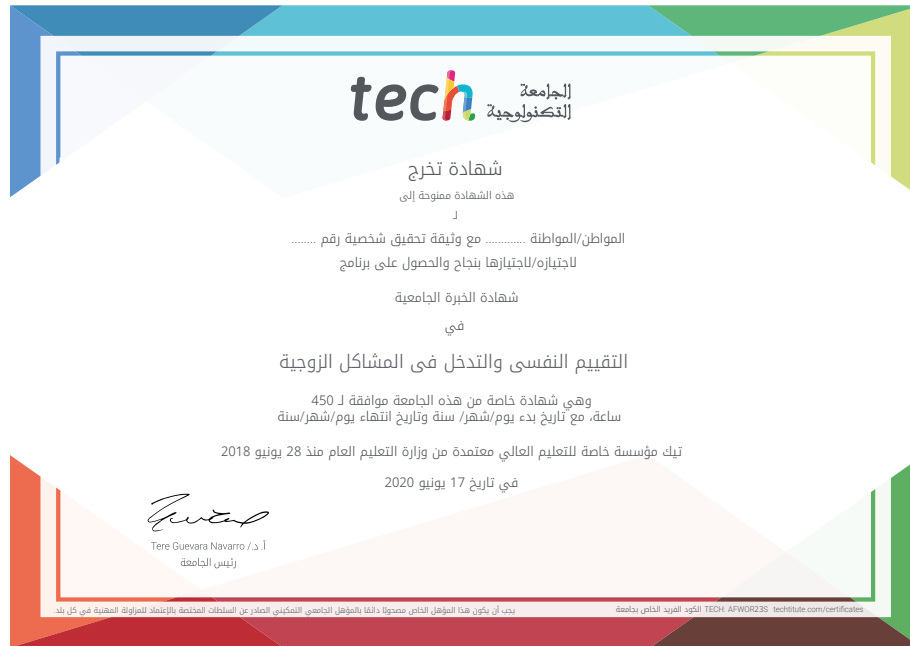 tech الجامعة
التكنولوجية
شهادة تخرج
هذه الشهادة ممنوحة إلى
لـ
المواطن/المواطنة ............ مع وثيقة تحقيق شخصية رقم ........
لاجتيازه/لاجتيازها بنجاح والحصول على برنامج
شهادة الخبرة الجامعية
في
التقييم النفسى والتدخل فى المشاكل الزوجية
وهي شهادة خاصة من هذه الجامعة موافقة لـ 450
ساعة، مع تاريخ بدء يوم/شهر/ سنة وتاريخ انتهاء يوم/شهر/سنة
تيك مؤسسة خاصة للتعليم العالي معتمدة من وزارة التعليم العام منذ 28 يونيو 2018
في تاريخ 17 يونيو 2020
أ. د./ Tere Guevara Navarro
رئيس الجامعة
يجب أن يكون هذا المؤهل الخاص مصحوبًا دائمًا بالمؤهل الجامعي التمكيني الصادر عن السلطات المختصة بالإعتماد للمزاولة المهنية في كل بلد.
الكود الفريد الخاص بجامعة TECH: AFWOR23S techtitute.com/certificates